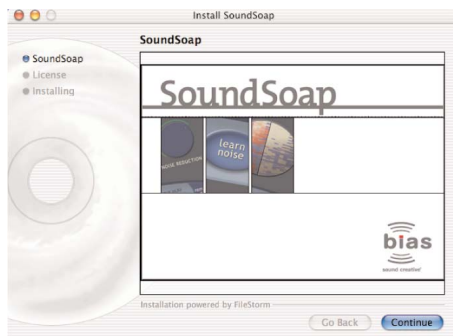 Install SoundSoap
SoundSoap
SoundSoap
License
Installing
SoundSoap
NOISE REDUCTION
learn
noise
bias
sound creative
Installation powered by FileStorm
Go Back
Continue